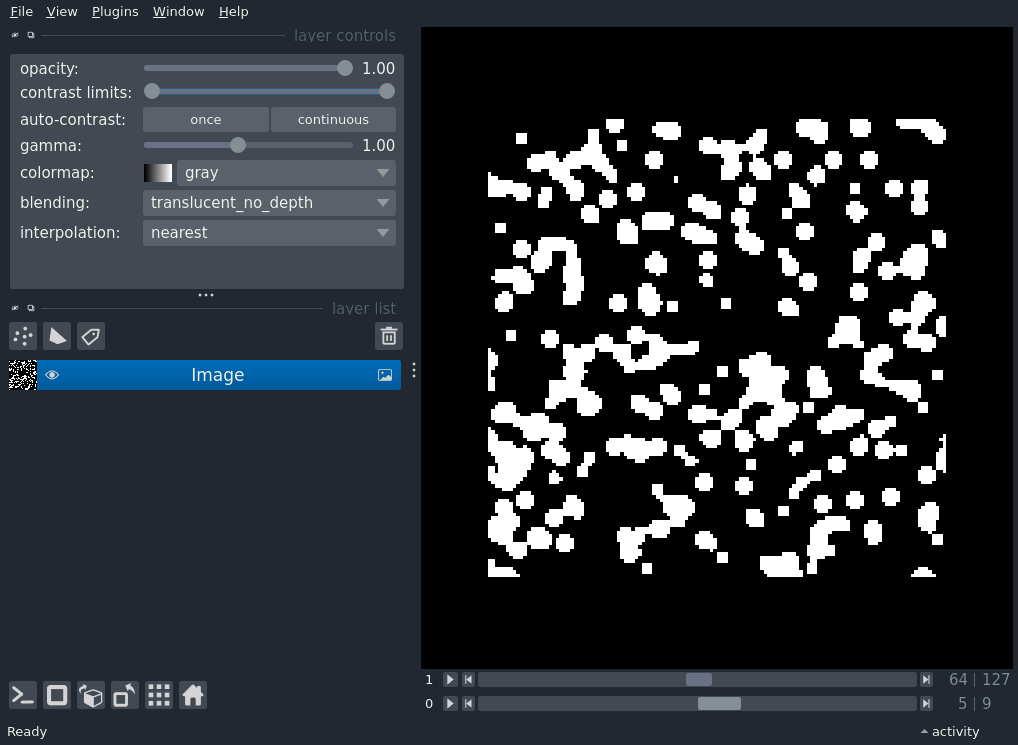 File View Plugins Window Help
layer controls
opacity: 1.00
contrast limits:
auto-contrast: once continuous
gamma: 1.00
colormap: gray
blending: translucent_no_depth
interpolation: nearest
layer list
Image
1 64 | 127
0 5 | 9
Ready activity